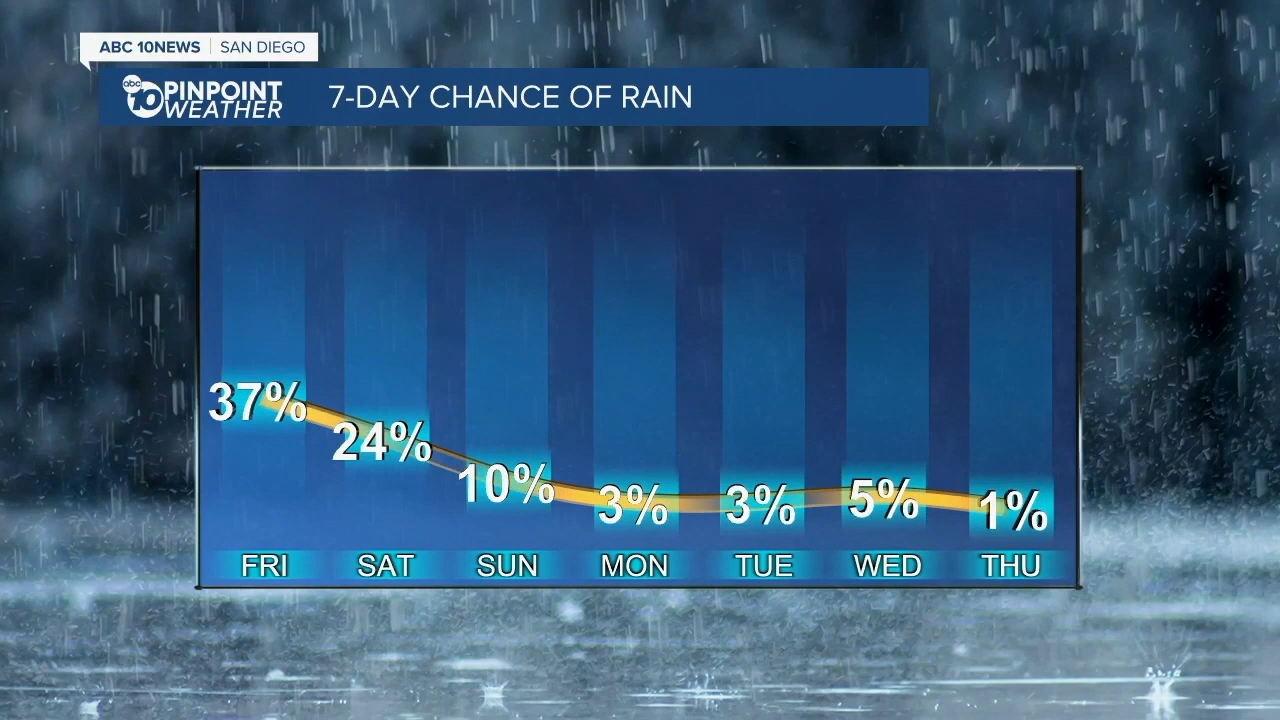 ABC 10NEWS | SAN DIEGO
abc 10 PINPOINT WEATHER
7-DAY CHANCE OF RAIN
37% 24% 10% 3% 3% 5% 1%
FRI SAT SUN MON TUE WED THU